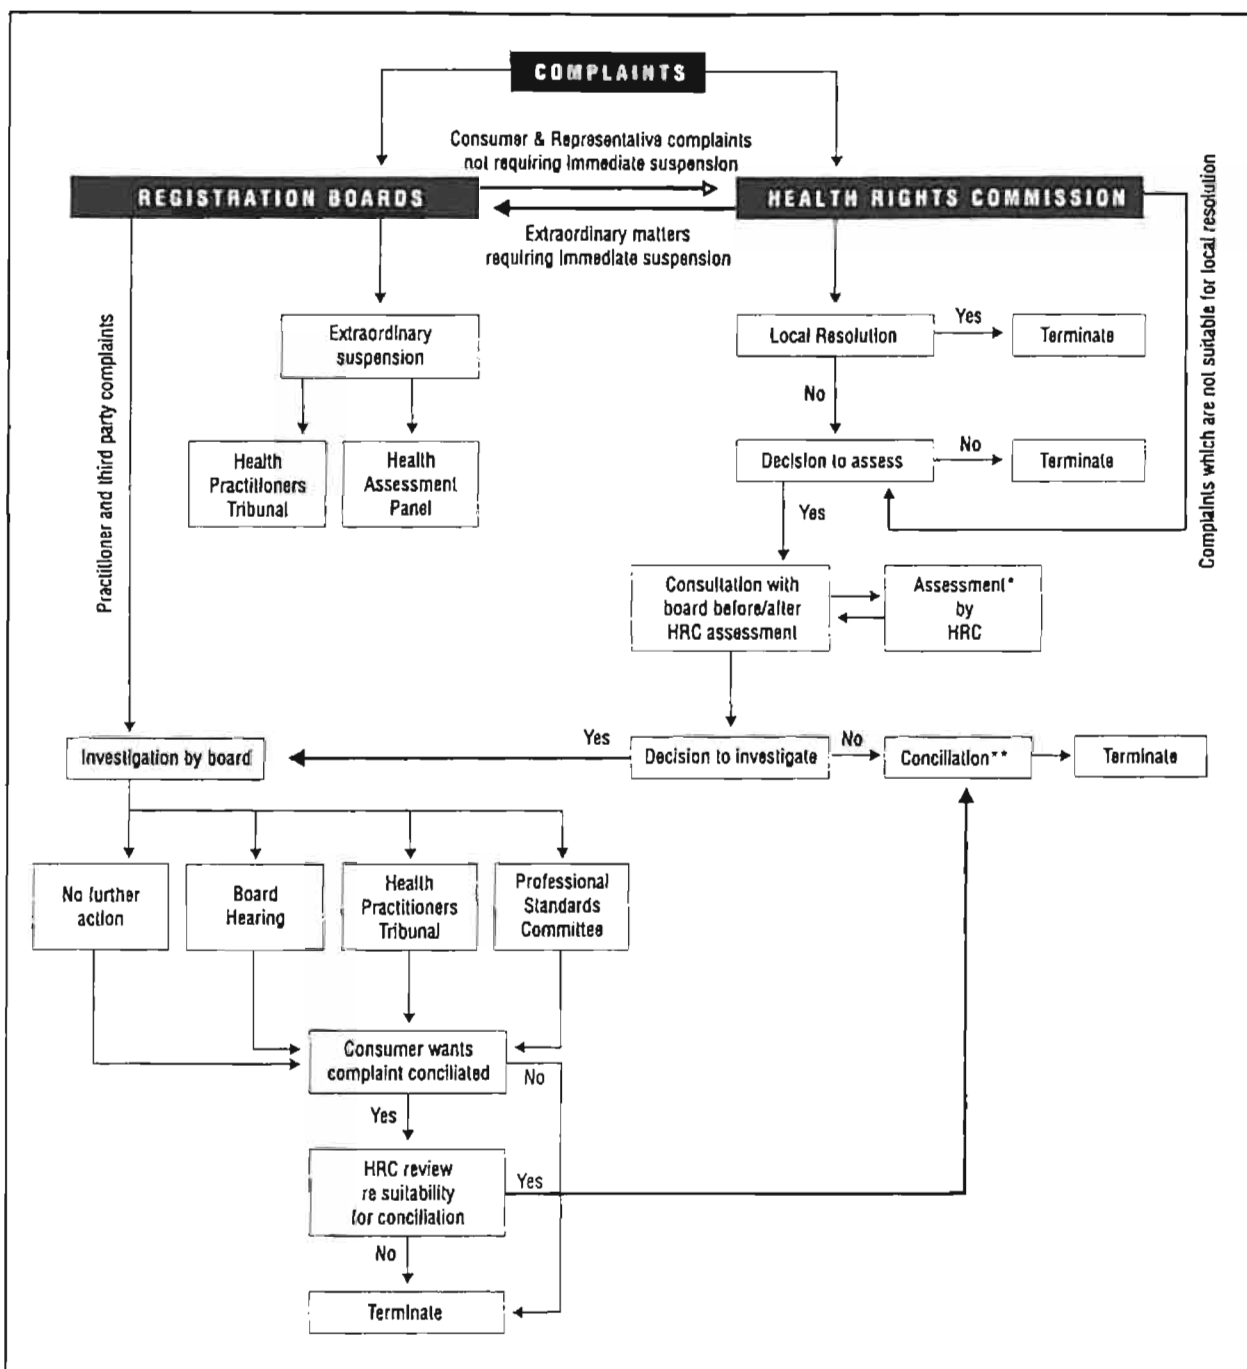 COMPLAINTS
Consumer & Representative complaints
not requiring immediate suspension
REGISTRATION BOARDS
HEALTH RIGHTS COMMISSION
Extraordinary matters
requiring immediate suspension
Practitioner and third party complaints
Complaints which are not suitable for local resolution
Extraordinary
suspension
Local Resolution
Yes
Terminate
No
Health
Practitioners
Tribunal
Health
Assessment
Panel
Decision to assess
No
Terminate
Yes
Consultation with
board before/after
HRC assessment
Assessment*
by
HRC
Investigation by board
Yes
Decision to investigate
No
Conciliation**
Terminate
No further
action
Board
Hearing
Health
Practitioners
Tribunal
Professional
Standards
Committee
Consumer wants
complaint conciliated
No
Yes
HRC review
re suitability
for conciliation
Yes
No
Terminate